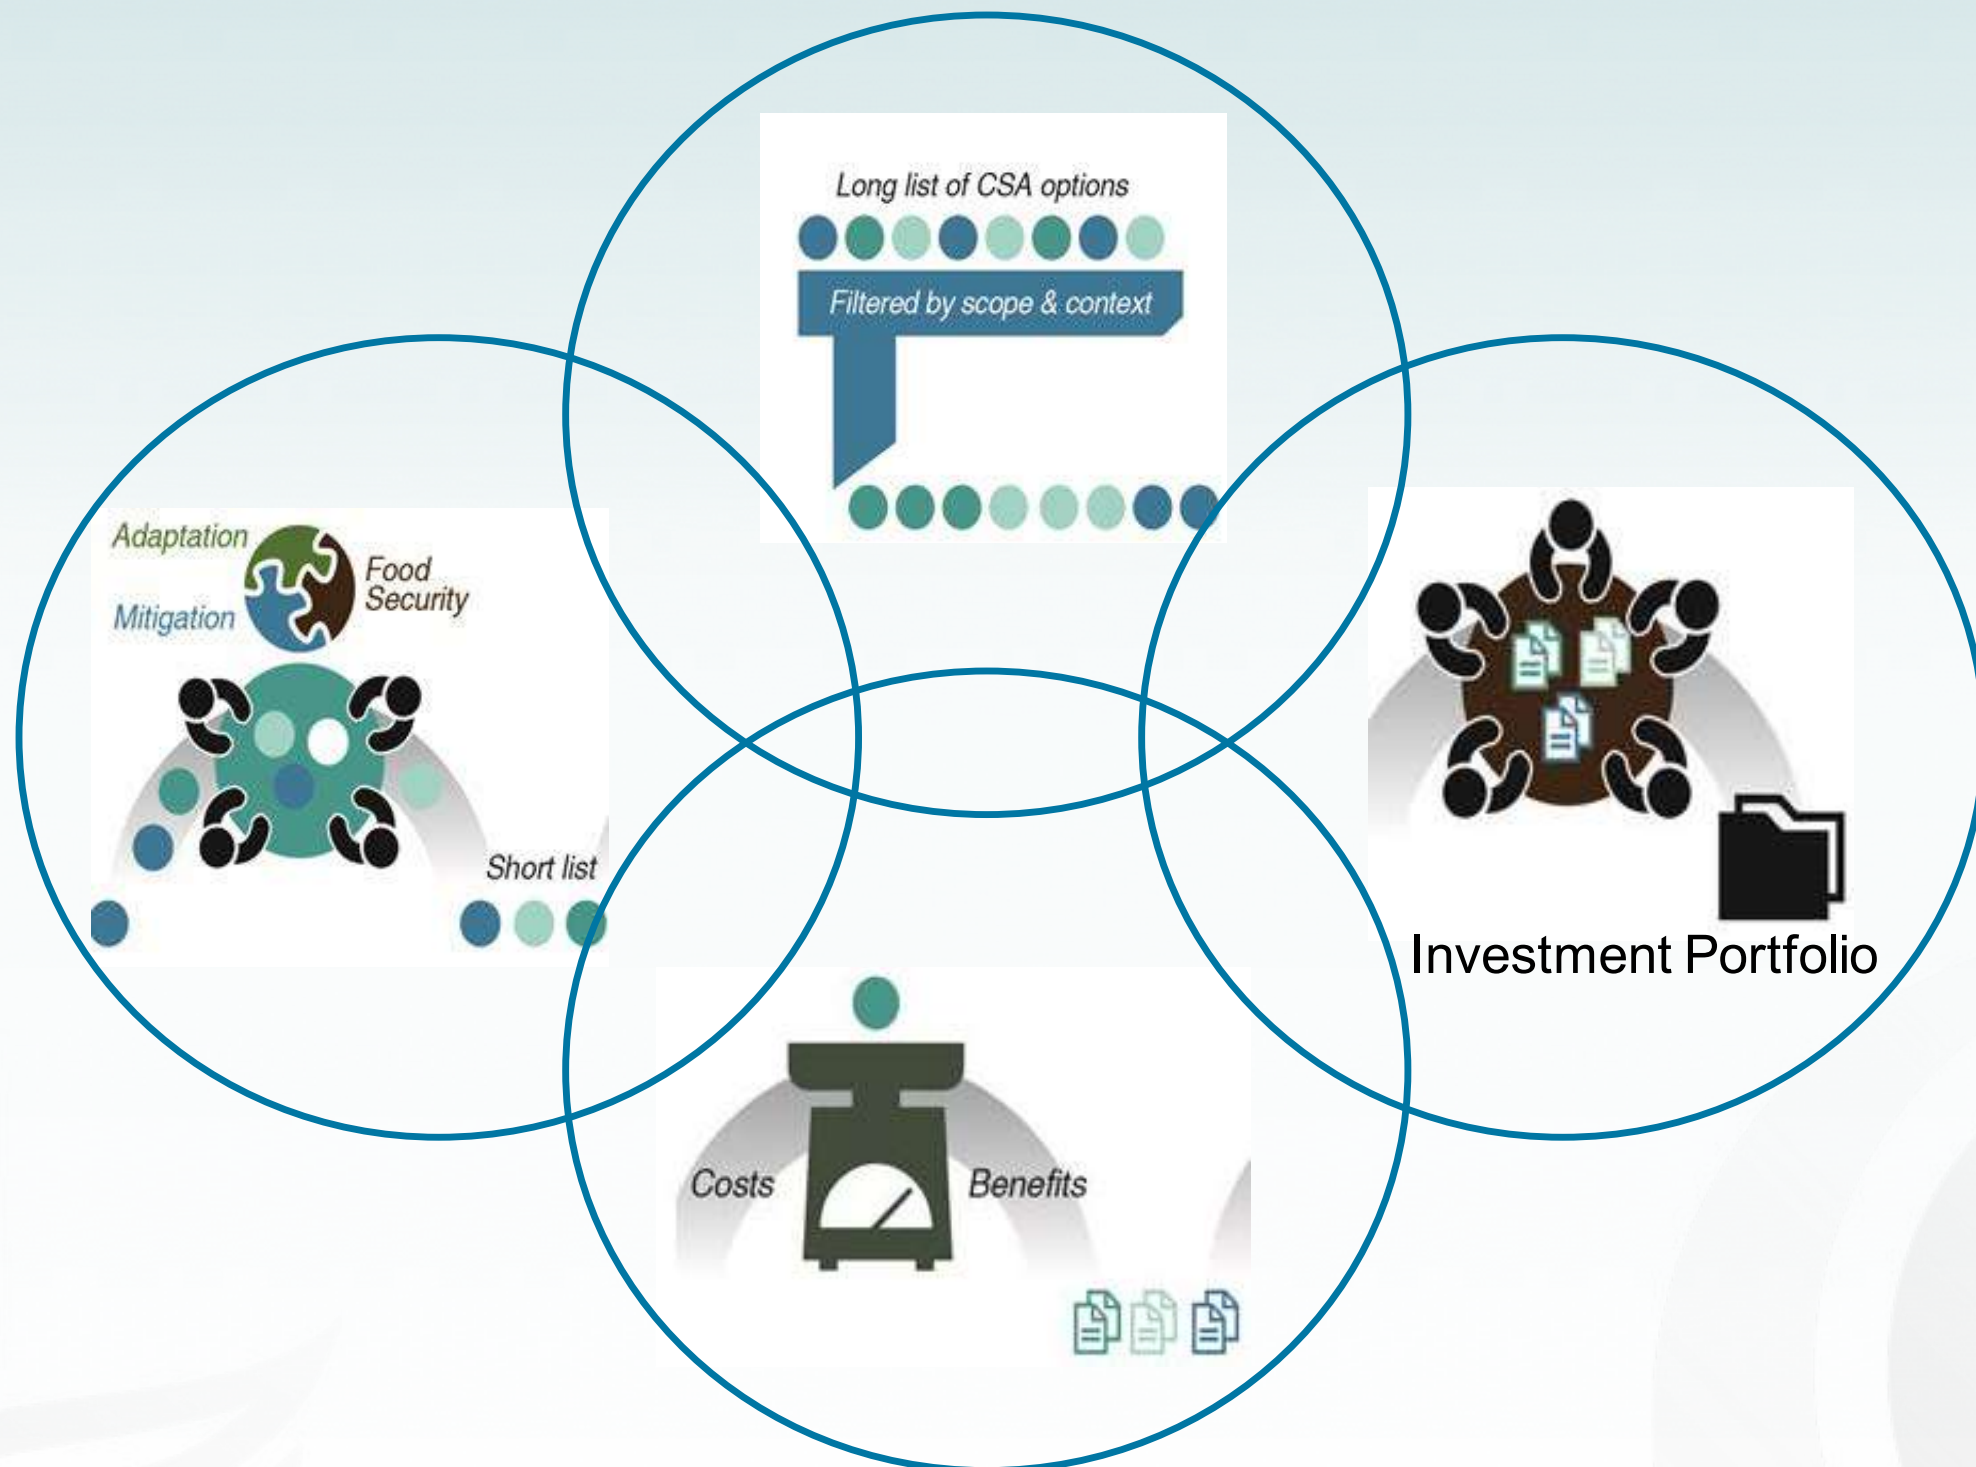 Long list of CSA options
Filtered by scope & context
Adaptation
Mitigation
Food
Security
Short list
Investment Portfolio
Costs
Benefits